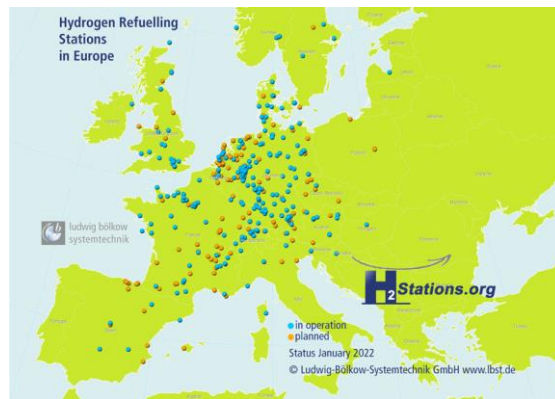 Hydrogen Refuelling
Stations
in Europe
ludwig bölkow
systemtechnik
H2Stations.org
in operation
planned
Status January 2022
© Ludwig-Bölkow-Systemtechnik GmbH www.lbst.de